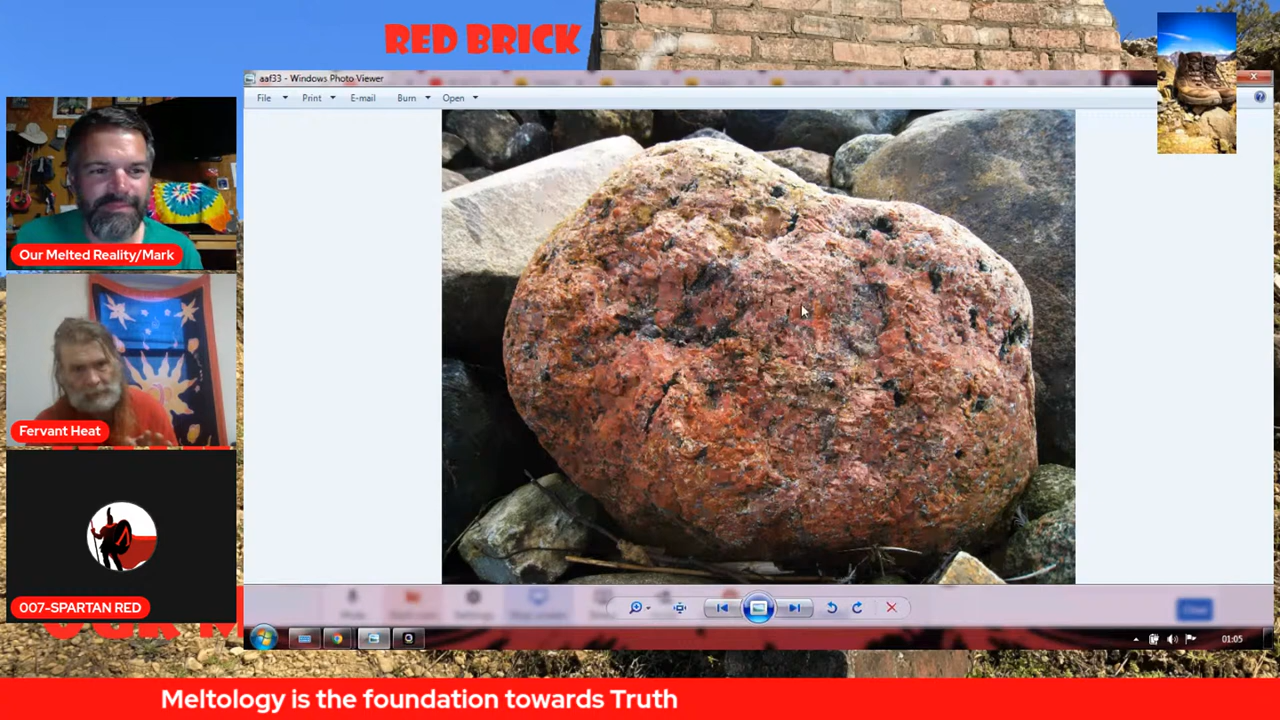 RED BRICK
aaf33 - Windows Photo Viewer
File Print E-mail Burn Open
Our Melted Reality/Mark
Fervant Heat
007-SPARTAN RED
01:05
Meltology is the foundation towards Truth